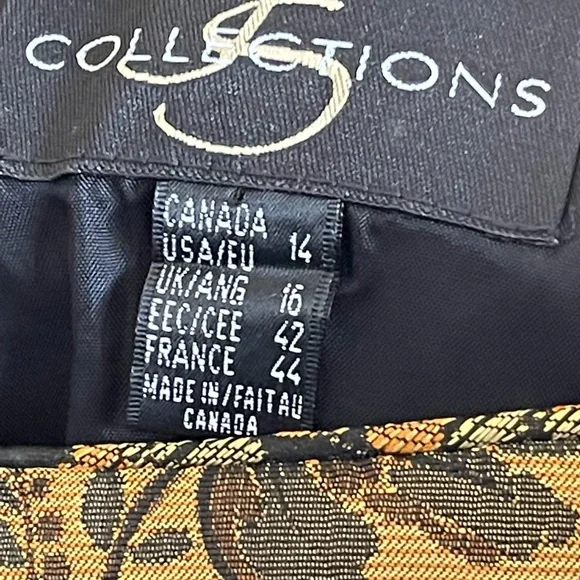 COLLECTIONS
CANADA
USA/EU 14
UK/ANG 16
EEC/CEE 42
FRANCE 44
MADE IN/FAIT AU
CANADA